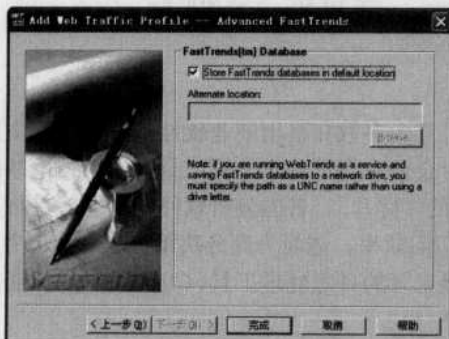 Add Web Traffic Profile -- Advanced FastTrends
FastTrends(tm) Database
Store FastTrends databases in default location
Alternate location:
Browse...
Note: if you are running WebTrends as a service and
saving FastTrends databases to a network drive, you
must specify the path as a UNC name rather than using a
drive letter.
<上一步(B) 下一步(N)> 完成 取消 帮助